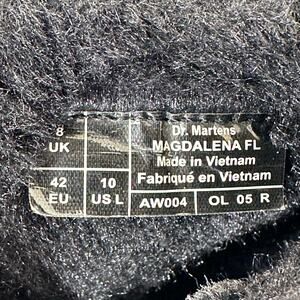 8
UK
42
EU
10
US L
Dr. Martens
MAGDALENA FL
Made in Vietnam
Fabriqué en Vietnam
AW004
OL 05 R